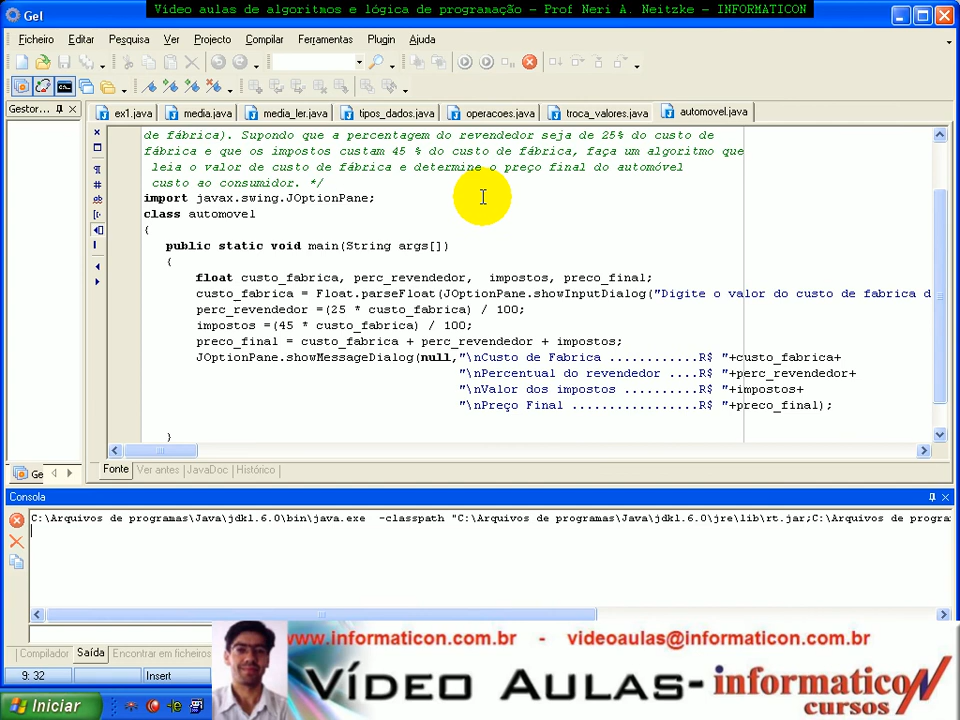 Vídeo aulas de algoritmos e lógica de programação – Prof Neri A. Neitzke – INFORMATICON
Gel
Ficheiro Editar Pesquisa Ver Projecto Compilar Ferramentas Plugin Ajuda
Gestor...
ex1.java media.java media_ler.java tipos_dados.java operacoes.java troca_valores.java automovel.java
de fábrica). Supondo que a percentagem do revendedor seja de 25% do custo de
fábrica e que os impostos custam 45 % do custo de fábrica, faça um algoritmo que
leia o valor de custo de fábrica e determine o preço final do automóvel
custo ao consumidor. */
import javax.swing.JOptionPane;
class automovel
{
public static void main(String args[])
{
float custo_fabrica, perc_revendedor,  impostos, preco_final;
custo_fabrica = Float.parseFloat(JOptionPane.showInputDialog("Digite o valor do custo de fabrica d
perc_revendedor =(25 * custo_fabrica) / 100;
impostos =(45 * custo_fabrica) / 100;
preco_final = custo_fabrica + perc_revendedor + impostos;
JOptionPane.showMessageDialog(null,"\nCusto de Fabrica ............R$ "+custo_fabrica+
"\nPercentual do revendedor ....R$ "+perc_revendedor+
"\nValor dos impostos ..........R$ "+impostos+
"\nPreço Final .................R$ "+preco_final);
}
Ge
Fonte Ver antes JavaDoc Histórico
Consola
C:\Arquivos de programas\Java\jdk1.6.0\bin\java.exe  -classpath "C:\Arquivos de programas\Java\jdk1.6.0\jre\lib\rt.jar;C:\Arquivos de progra
Compilador Saída Encontrar em ficheiros
9: 32 Insert
www.informaticon.com.br - videoaulas@informaticon.com.br
Vídeo Aulas- informaticon
cursos
Iniciar